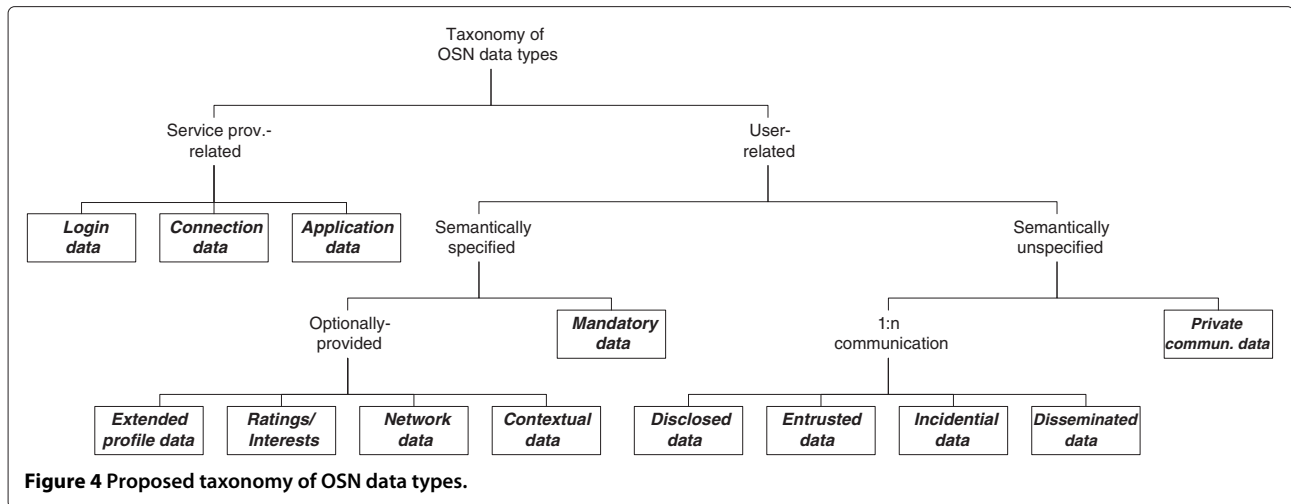 Taxonomy of
OSN data types
Service prov.-
related
User-
related
Login
data
Connection
data
Application
data
Semantically
specified
Semantically
unspecified
Optionally-
provided
Mandatory
data
1:n
communication
Private
commun. data
Extended
profile data
Ratings/
Interests
Network
data
Contextual
data
Disclosed
data
Entrusted
data
Incidential
data
Disseminated
data
Figure 4 Proposed taxonomy of OSN data types.